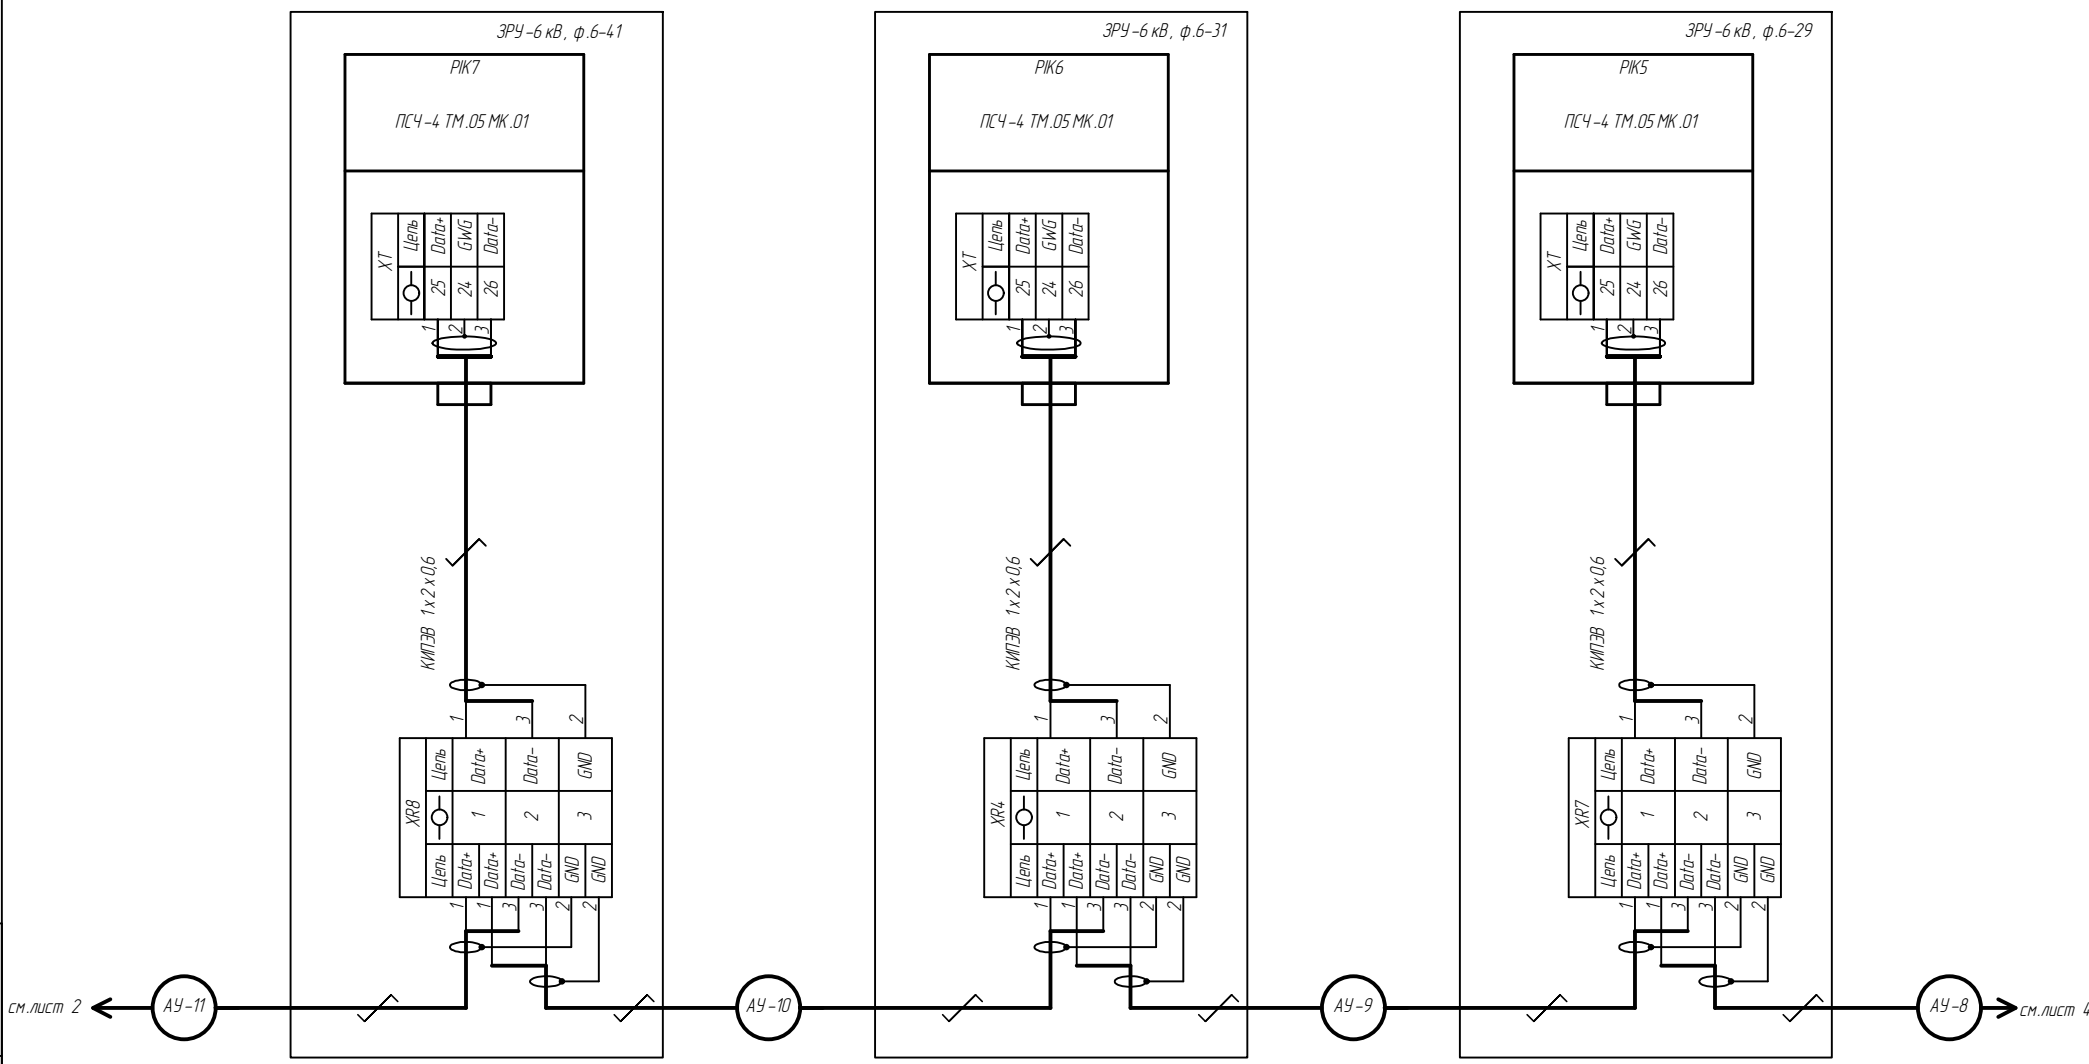 ЗРУ-6 кВ, ф.6-41
PIK7
ПСЧ-4 ТМ.05 МК.01
XT
Цепь
Data+
GWG
Data-
25
24
26
1
2
3
КИПЭВ 1х2х0,6
1
3
2
XR8
Цепь
Data+
Data-
GND
1
2
3
Цепь
Data+
Data+
Data-
Data-
GND
GND
1
1
3
3
2
2
ЗРУ-6 кВ, ф.6-31
PIK6
ПСЧ-4 ТМ.05 МК.01
XT
Цепь
Data+
GWG
Data-
25
24
26
1
2
3
КИПЭВ 1х2х0,6
1
3
2
XR4
Цепь
Data+
Data-
GND
1
2
3
Цепь
Data+
Data+
Data-
Data-
GND
GND
1
1
3
3
2
2
ЗРУ-6 кВ, ф.6-29
PIK5
ПСЧ-4 ТМ.05 МК.01
XT
Цепь
Data+
GWG
Data-
25
24
26
1
2
3
КИПЭВ 1х2х0,6
1
3
2
XR7
Цепь
Data+
Data-
GND
1
2
3
Цепь
Data+
Data+
Data-
Data-
GND
GND
1
1
3
3
2
2
см.лист 2
АУ-11
АУ-10
АУ-9
АУ-8
см.лист 4